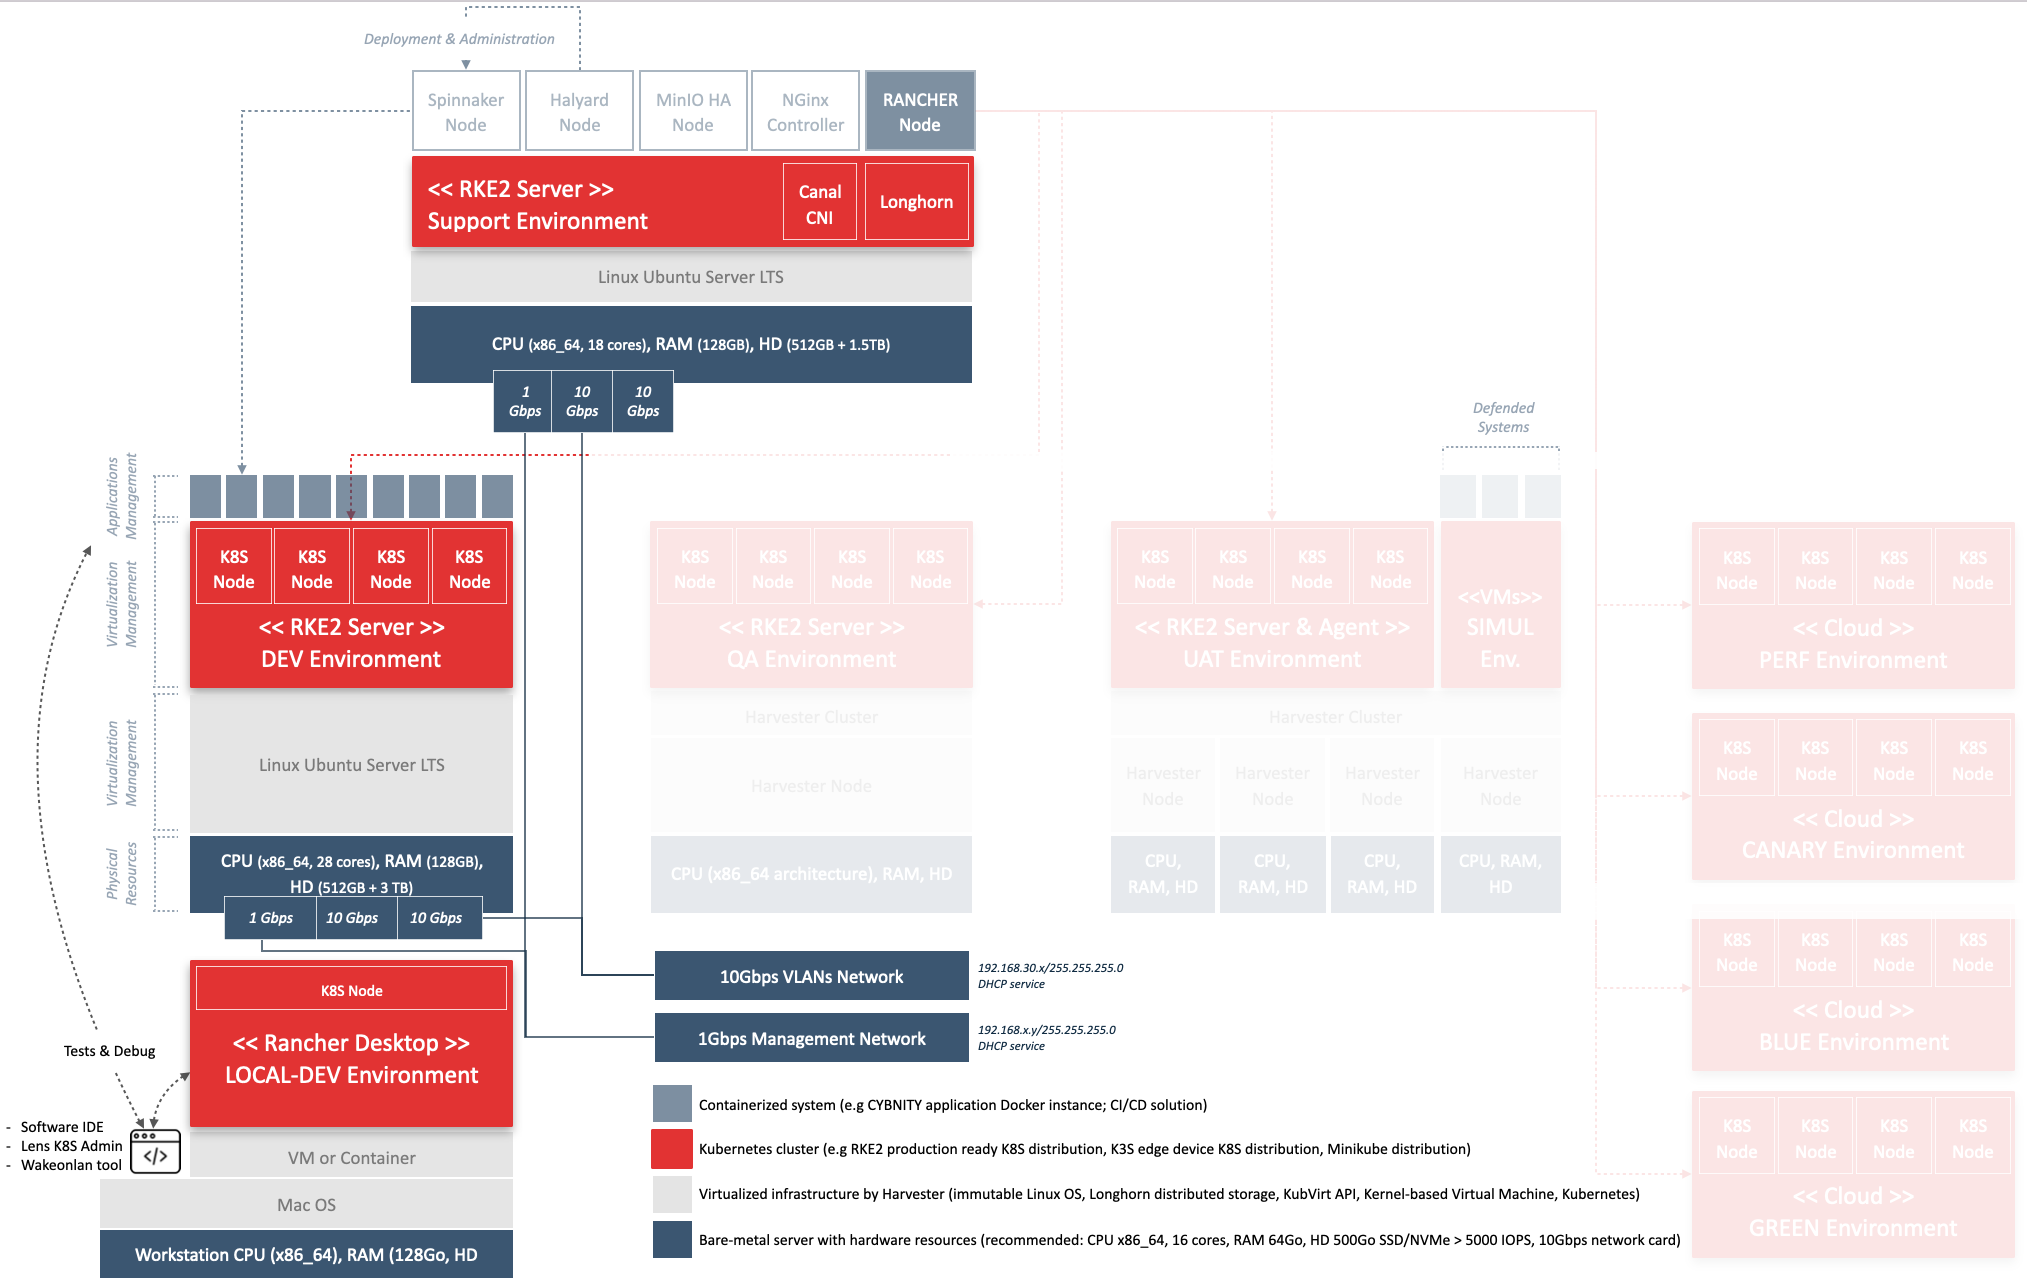 Deployment & Administration
Spinnaker
Node
Halyard
Node
MinIO HA
Node
NGinx
Controller
RANCHER
Node
<< RKE2 Server >>
Support Environment
Canal
CNI
Longhorn
Linux Ubuntu Server LTS
CPU (x86_64, 18 cores), RAM (128GB), HD (512GB + 1.5TB)
1
Gbps
10
Gbps
10
Gbps
Defended
Systems
Applications
Management
Virtualization
Management
Virtualization
Management
Physical
Resources
K8S
Node
K8S
Node
K8S
Node
K8S
Node
<< RKE2 Server >>
DEV Environment
Linux Ubuntu Server LTS
CPU (x86_64, 28 cores), RAM (128GB),
HD (512GB + 3 TB)
1 Gbps
10 Gbps
10 Gbps
K8S
Node
K8S
Node
K8S
Node
K8S
Node
<< RKE2 Server >>
QA Environment
Harvester Cluster
Harvester Node
CPU (x86_64 architecture), RAM, HD
K8S
Node
K8S
Node
K8S
Node
K8S
Node
<< RKE2 Server & Agent >>
UAT Environment
<<VMs>>
SIMUL
Env.
Harvester Cluster
Harvester
Node
Harvester
Node
Harvester
Node
Harvester
Node
CPU,
RAM, HD
CPU,
RAM, HD
CPU,
RAM, HD
CPU, RAM,
HD
K8S
Node
K8S
Node
K8S
Node
K8S
Node
<< Cloud >>
PERF Environment
K8S
Node
K8S
Node
K8S
Node
K8S
Node
<< Cloud >>
CANARY Environment
K8S
Node
K8S
Node
K8S
Node
K8S
Node
<< Cloud >>
BLUE Environment
K8S
Node
K8S
Node
K8S
Node
K8S
Node
<< Cloud >>
GREEN Environment
K8S Node
<< Rancher Desktop >>
LOCAL-DEV Environment
VM or Container
Mac OS
Workstation CPU (x86_64), RAM (128Go, HD
Tests & Debug
- Software IDE
- Lens K8S Admin
- Wakeonlan tool
</>
10Gbps VLANs Network
192.168.30.x/255.255.255.0
DHCP service
1Gbps Management Network
192.168.x.y/255.255.255.0
DHCP service
Containerized system (e.g CYBNITY application Docker instance; CI/CD solution)
Kubernetes cluster (e.g RKE2 production ready K8S distribution, K3S edge device K8S distribution, Minikube distribution)
Virtualized infrastructure by Harvester (immutable Linux OS, Longhorn distributed storage, KubVirt API, Kernel-based Virtual Machine, Kubernetes)
Bare-metal server with hardware resources (recommended: CPU x86_64, 16 cores, RAM 64Go, HD 500Go SSD/NVMe > 5000 IOPS, 10Gbps network card)